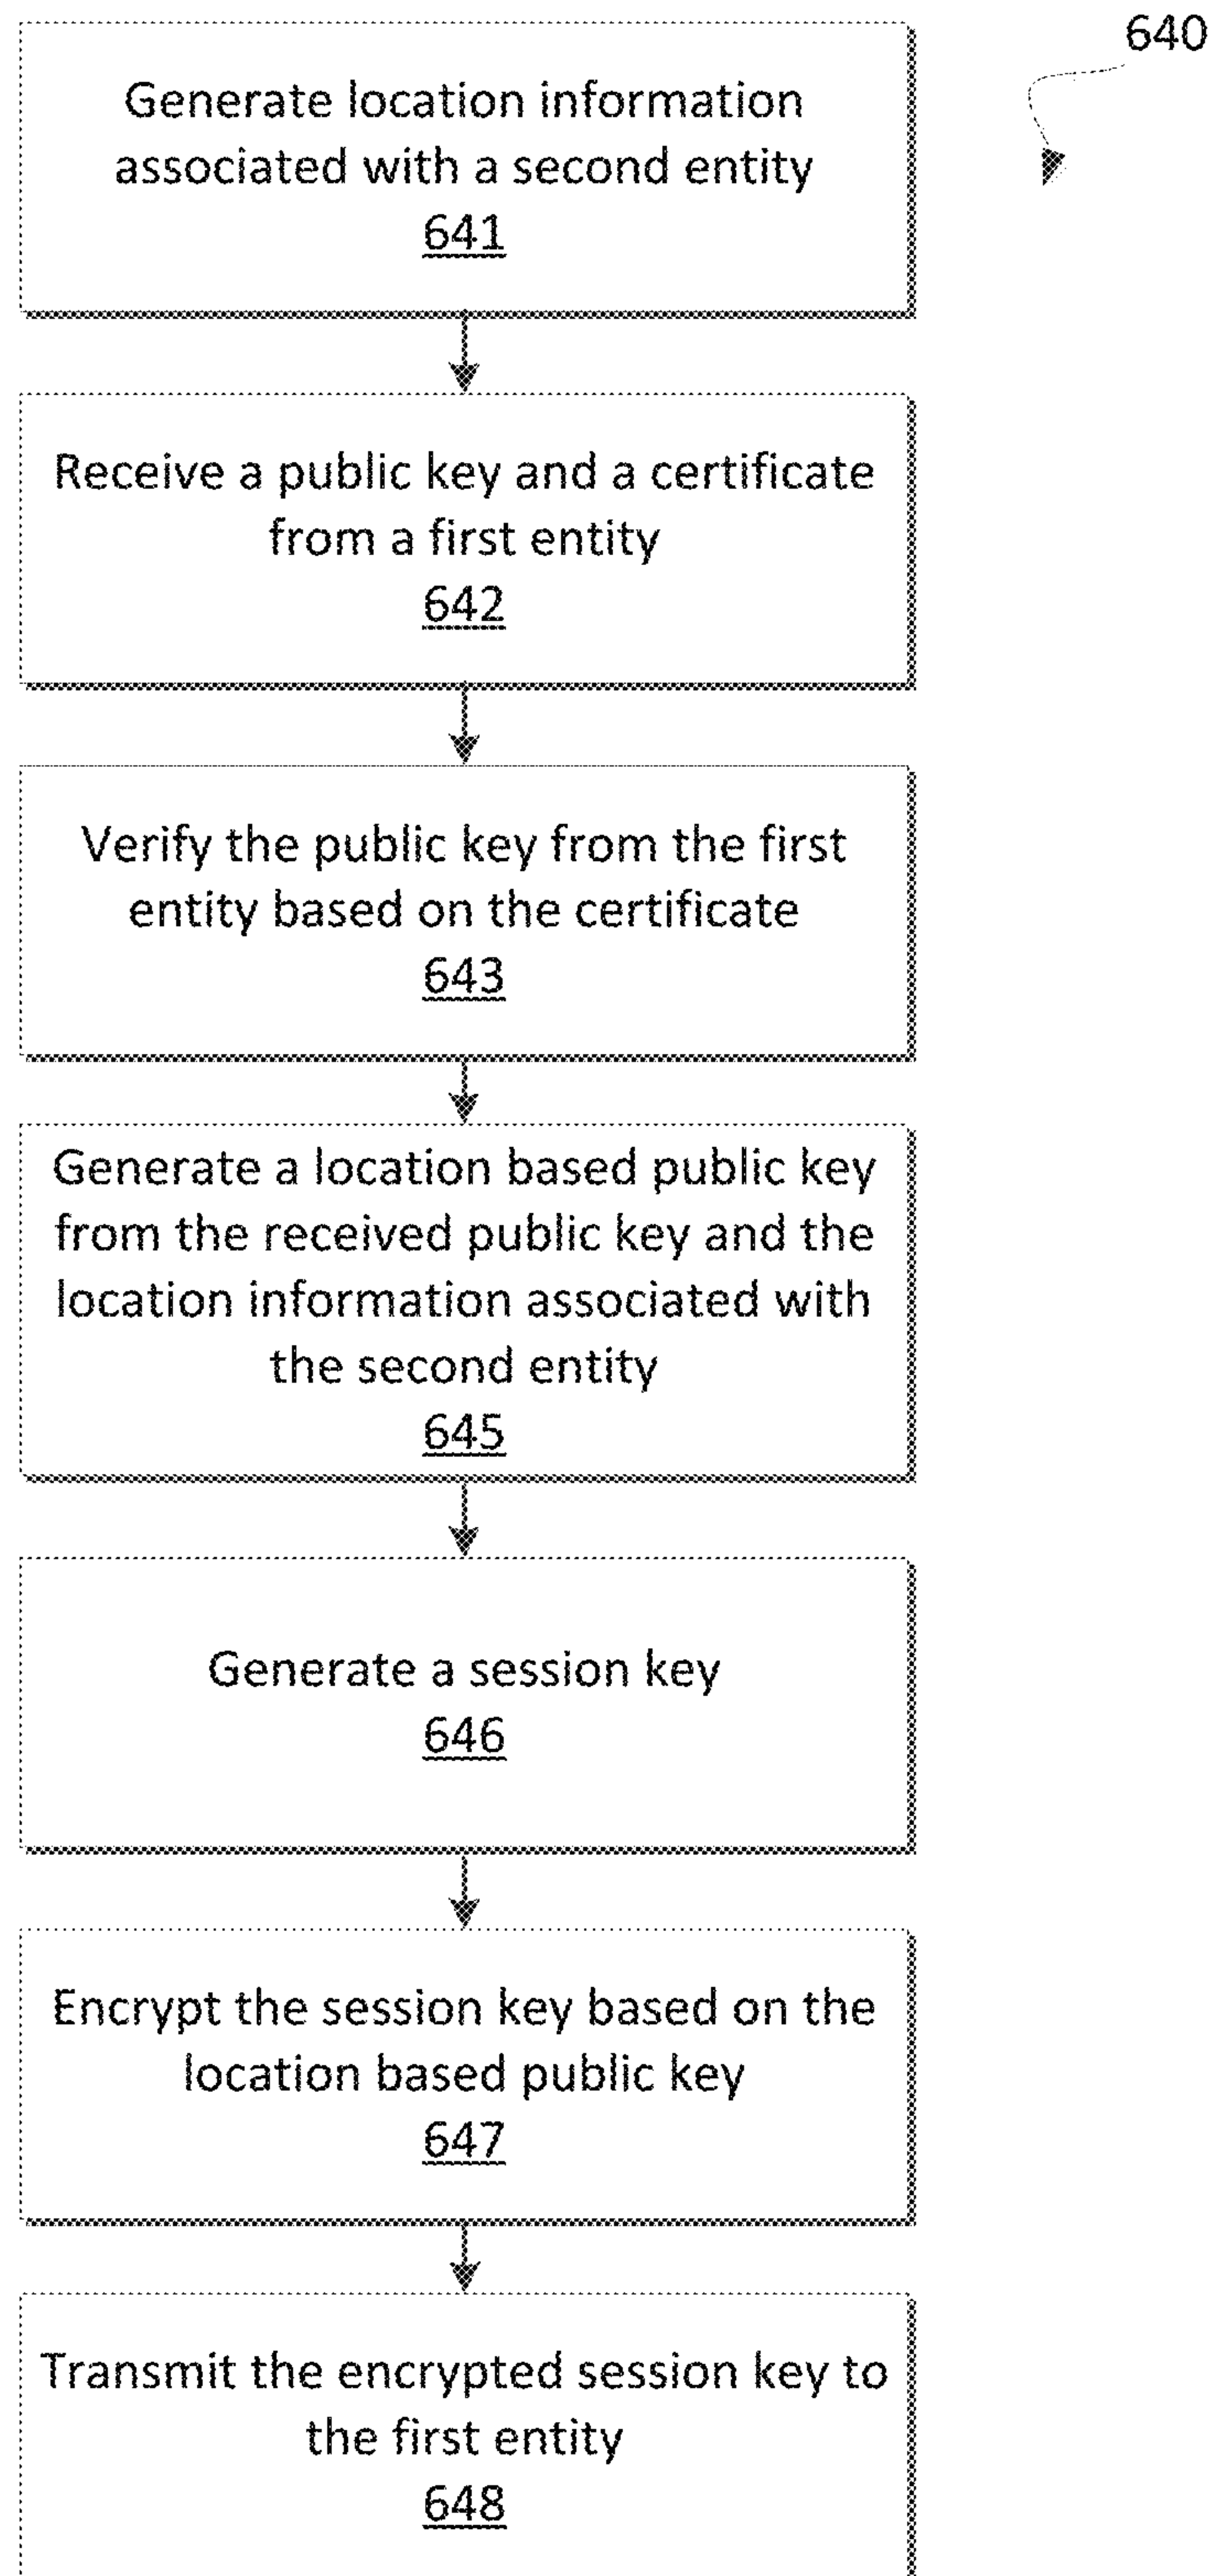 640
Generate location information
associated with a second entity
641
Receive a public key and a certificate
from a first entity
642
Verify the public key from the first
entity based on the certificate
643
Generate a location based public key
from the received public key and the
location information associated with
the second entity
645
Generate a session key
646
Encrypt the session key based on the
location based public key
647
Transmit the encrypted session key to
the first entity
648